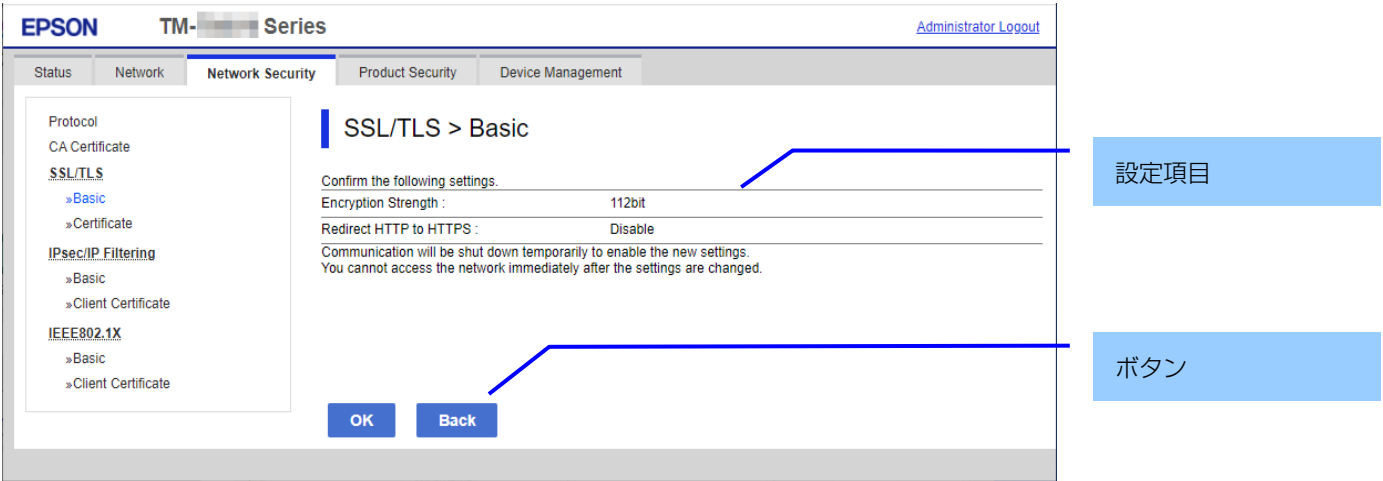 EPSON TM- Series Administrator Logout
Status Network Network Security Product Security Device Management
Protocol
CA Certificate
SSL/TLS
»Basic
»Certificate
IPsec/IP Filtering
»Basic
»Client Certificate
IEEE802.1X
»Basic
»Client Certificate
SSL/TLS > Basic
Confirm the following settings.
Encryption Strength : 112bit
Redirect HTTP to HTTPS : Disable
Communication will be shut down temporarily to enable the new settings.
You cannot access the network immediately after the settings are changed.
OK Back
設定項目
ボタン